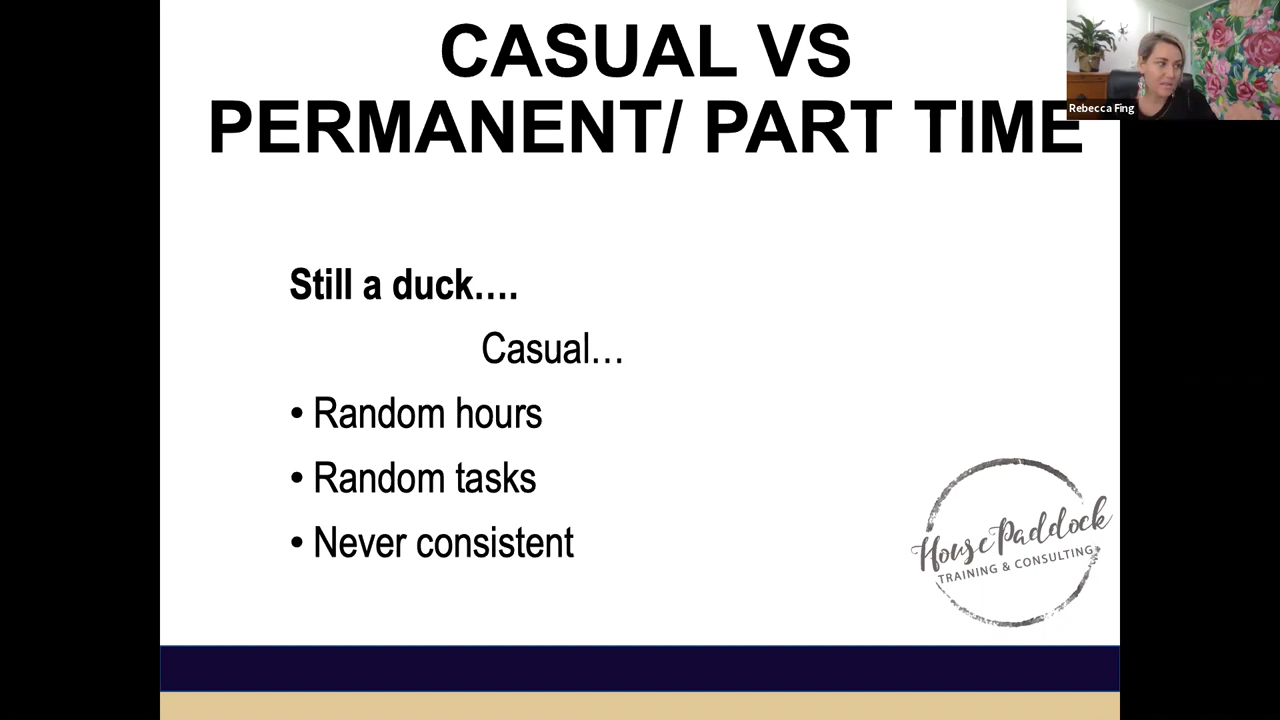 CASUAL VS
PERMANENT/ PART TIME
Rebecca Fing
Still a duck....
Casual...
• Random hours
• Random tasks
• Never consistent
House Paddock
TRAINING & CONSULTING